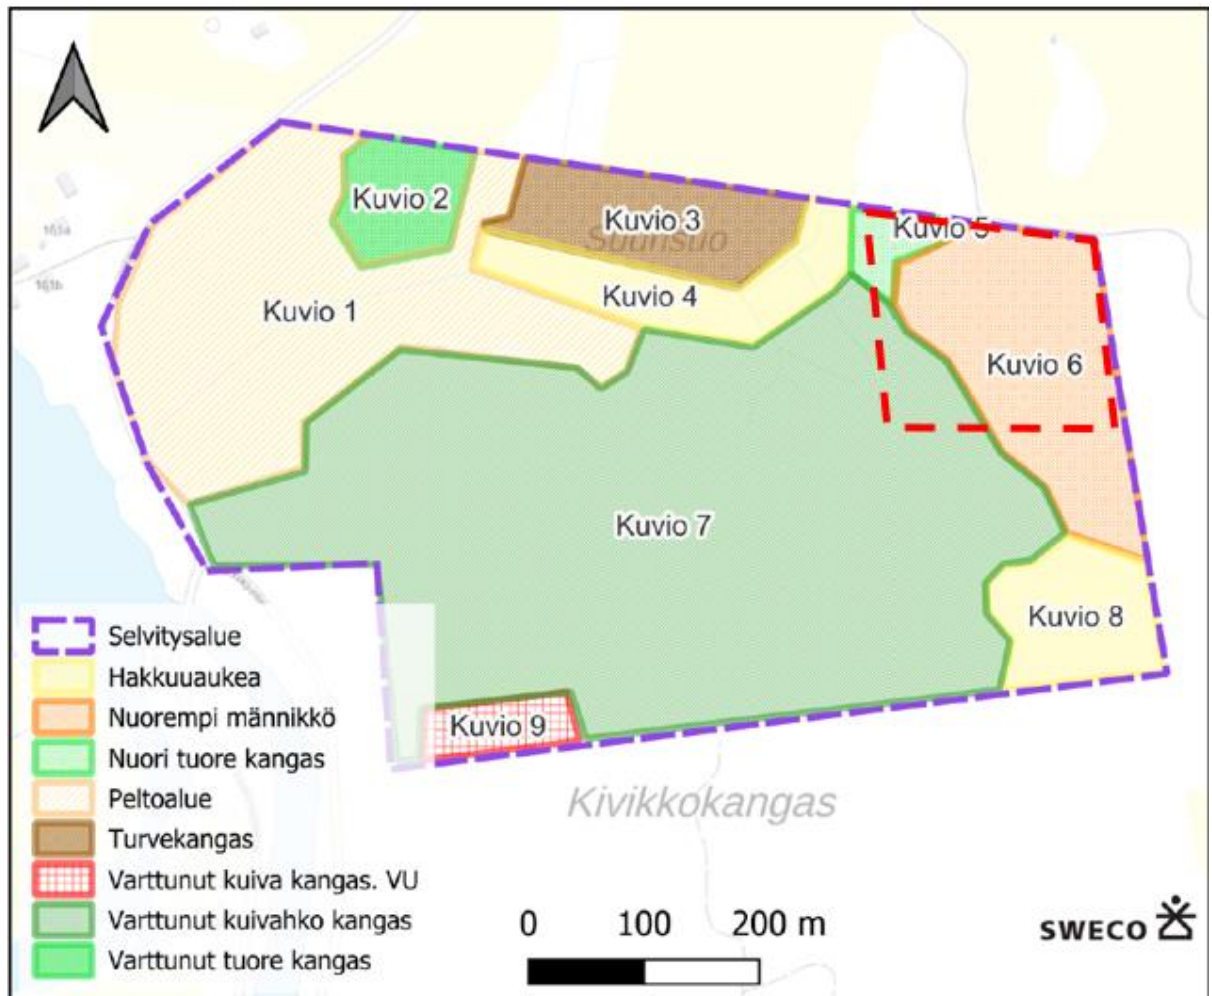 Kuvio 2
Kuvio 3
Suunsuo
Kuvio 5
Kuvio 4
Kuvio 1
Kuvio 6
Kuvio 7
Kuvio 8
Kuvio 9
Kivikkokangas
Selvitysalue
Hakkuuaukea
Nuorempi männikkö
Nuori tuore kangas
Peltoalue
Turvekangas
Varttunut kuiva kangas. VU
Varttunut kuivahko kangas
Varttunut tuore kangas
0 100 200 m
SWECO